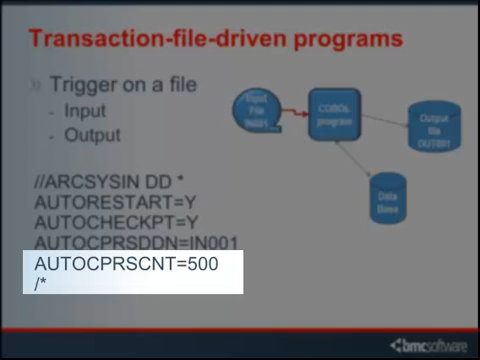 Transaction-file-driven programs
» Trigger on a file
- Input
- Output
Input
File
IN001
COBOL
program
Output
file
OUT001
Data
Base
//ARCSYSIN DD *
AUTORESTART=Y
AUTOCHECKPT=Y
AUTOCPRSDDN=IN001
AUTOCPRSCNT=500
/*
bmcsoftware